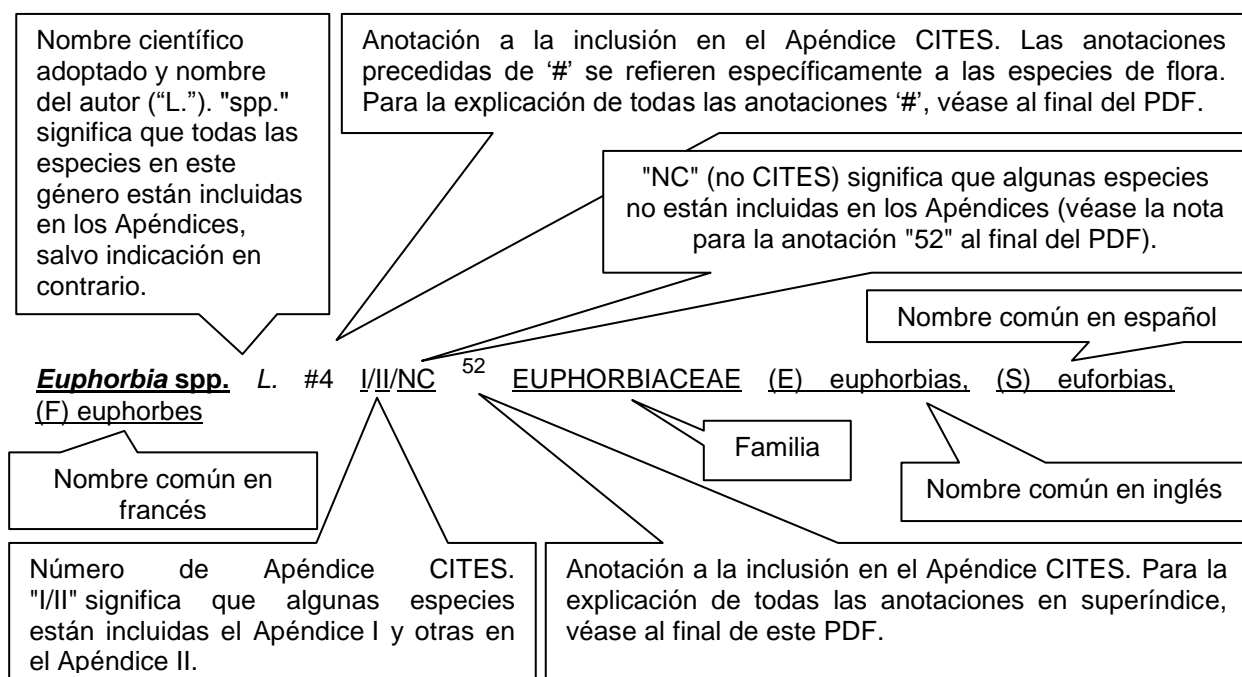 Nombre científico
adoptado y nombre
del autor (“L.”). "spp."
significa que todas las
especies en este
género están incluidas
en los Apéndices,
salvo indicación en
contrario.
Anotación a la inclusión en el Apéndice CITES. Las anotaciones
precedidas de ‘#’ se refieren específicamente a las especies de flora.
Para la explicación de todas las anotaciones ‘#’, véase al final del PDF.
"NC" (no CITES) significa que algunas especies
no están incluidas en los Apéndices (véase la nota
para la anotación "52" al final del PDF).
Nombre común en español
Euphorbia spp. L. #4 I/II/NC 52 EUPHORBIACEAE (E) euphorbias, (S) euforbias,
(F) euphorbes
Familia
Nombre común en
francés
Nombre común en inglés
Número de Apéndice CITES.
"I/II" significa que algunas especies
están incluidas el Apéndice I y otras en
el Apéndice II.
Anotación a la inclusión en el Apéndice CITES. Para la
explicación de todas las anotaciones en superíndice,
véase al final de este PDF.